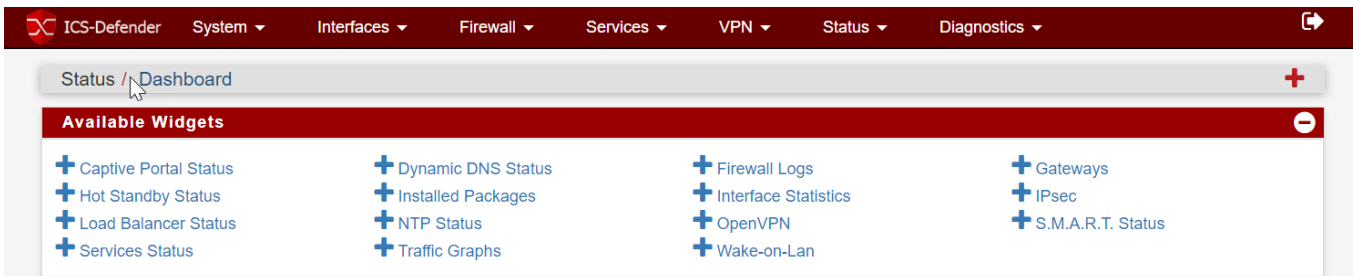 ICS-Defender System Interfaces Firewall Services VPN Status Diagnostics
Status / Dashboard
Available Widgets
Captive Portal Status Dynamic DNS Status Firewall Logs Gateways
Hot Standby Status Installed Packages Interface Statistics IPsec
Load Balancer Status NTP Status OpenVPN S.M.A.R.T. Status
Services Status Traffic Graphs Wake-on-Lan